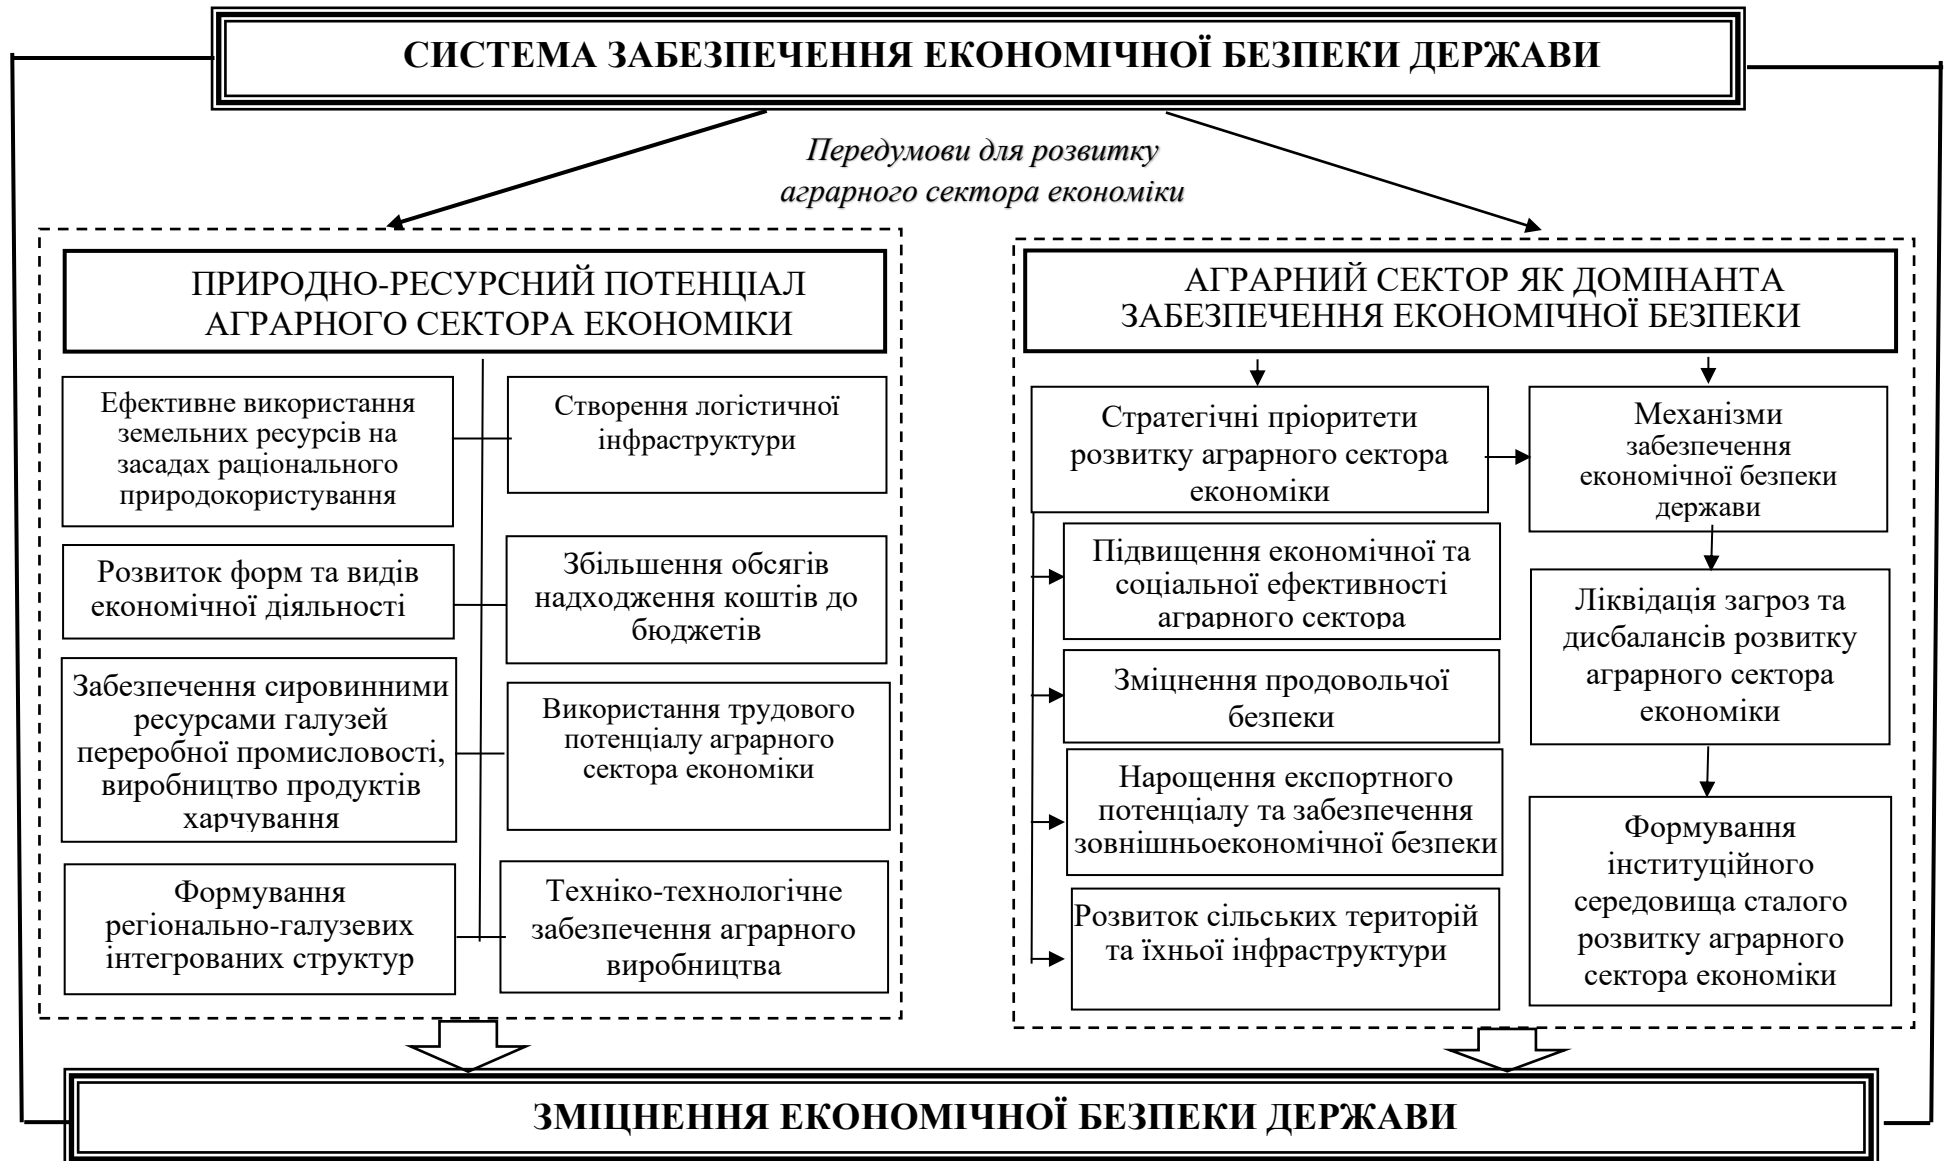 СИСТЕМА ЗАБЕЗПЕЧЕННЯ ЕКОНОМІЧНОЇ БЕЗПЕКИ ДЕРЖАВИ
Передумови для розвитку
аграрного сектора економіки
ПРИРОДНО-РЕСУРСНИЙ ПОТЕНЦІАЛ
АГРАРНОГО СЕКТОРА ЕКОНОМІКИ
Ефективне використання
земельних ресурсів на
засадах раціонального
природокористування
Створення логістичної
інфраструктури
Розвиток форм та видів
економічної діяльності
Збільшення обсягів
надходження коштів до
бюджетів
Забезпечення сировинними
ресурсами галузей
переробної промисловості,
виробництво продуктів
харчування
Використання трудового
потенціалу аграрного
сектора економіки
Формування
регіонально-галузевих
інтегрованих структур
Техніко-технологічне
забезпечення аграрного
виробництва
АГРАРНИЙ СЕКТОР ЯК ДОМІНАНТА
ЗАБЕЗПЕЧЕННЯ ЕКОНОМІЧНОЇ БЕЗПЕКИ
Стратегічні пріоритети
розвитку аграрного сектора
економіки
Підвищення економічної та
соціальної ефективності
аграрного сектора
Зміцнення продовольчої
безпеки
Нарощення експортного
потенціалу та забезпечення
зовнішньоекономічної безпеки
Розвиток сільських територій
та їхньої інфраструктури
Механізми
забезпечення
економічної безпеки
держави
Ліквідація загроз та
дисбалансів розвитку
аграрного сектора
економіки
Формування
інституційного
середовища сталого
розвитку аграрного
сектора економіки
ЗМІЦНЕННЯ ЕКОНОМІЧНОЇ БЕЗПЕКИ ДЕРЖАВИ